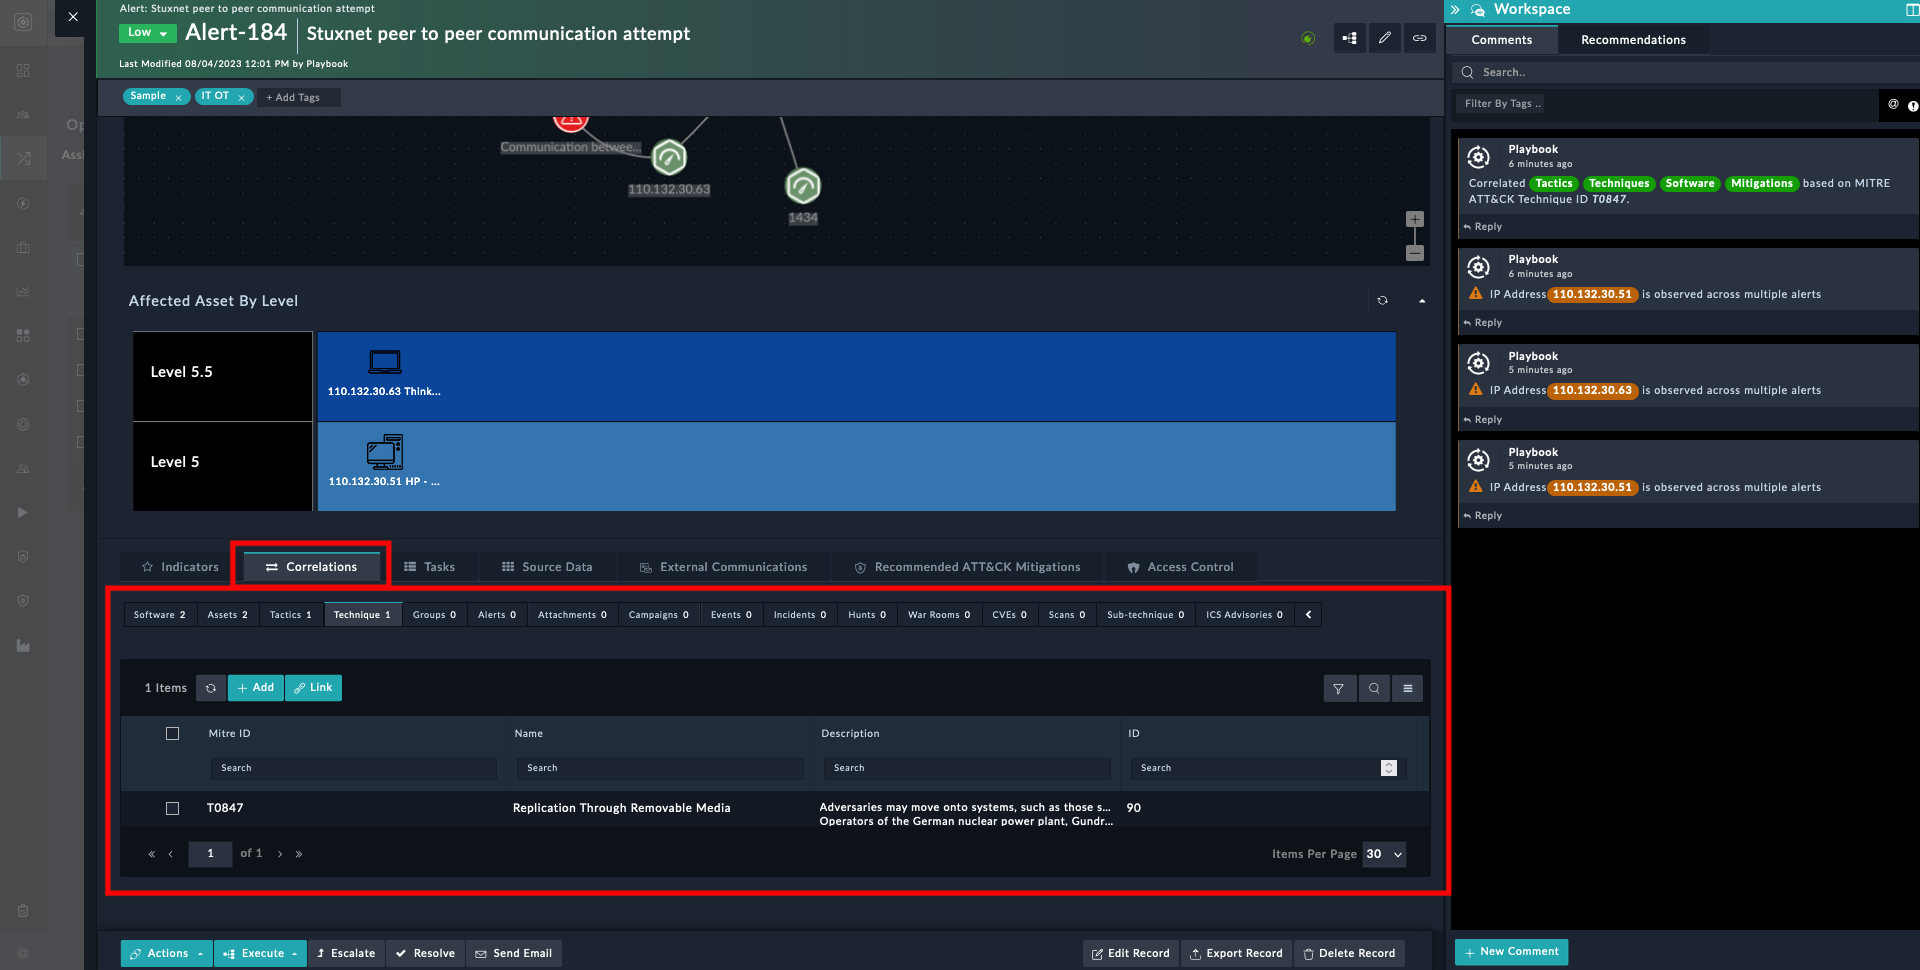 Alert: Stuxnet peer to peer communication attempt
Low Alert-184 Stuxnet peer to peer communication attempt
Last Modified 08/04/2023 12:01 PM by Playbook
Sample × IT OT × + Add Tags
Communication betwee...
110.132.30.63
1434
Affected Asset By Level
Level 5.5
110.132.30.63 Think...
Level 5
110.132.30.51 HP - ...
Indicators Correlations Tasks Source Data External Communications Recommended ATT&CK Mitigations Access Control
Software 2 Assets 2 Tactics 1 Technique 1 Groups 0 Alerts 0 Attachments 0 Campaigns 0 Events 0 Incidents 0 Hunts 0 War Rooms 0 CVEs 0 Scans 0 Sub-technique 0 ICS Advisories 0
1 Items + Add Link
Mitre ID Name Description ID
Search Search Search Search
T0847 Replication Through Removable Media Adversaries may move onto systems, such as those s... 90
Operators of the German nuclear power plant, Gundr...
« ‹ 1 of 1 › » Items Per Page 30
Actions Execute Escalate Resolve Send Email Edit Record Export Record Delete Record
Workspace
Comments Recommendations
Search..
Filter By Tags ..
@
Playbook
6 minutes ago
Correlated Tactics Techniques Software Mitigations based on MITRE
ATT&CK Technique ID T0847.
Reply
Playbook
6 minutes ago
IP Address 110.132.30.51 is observed across multiple alerts
Reply
Playbook
5 minutes ago
IP Address 110.132.30.63 is observed across multiple alerts
Reply
Playbook
5 minutes ago
IP Address 110.132.30.51 is observed across multiple alerts
Reply
+ New Comment
Op
Assi